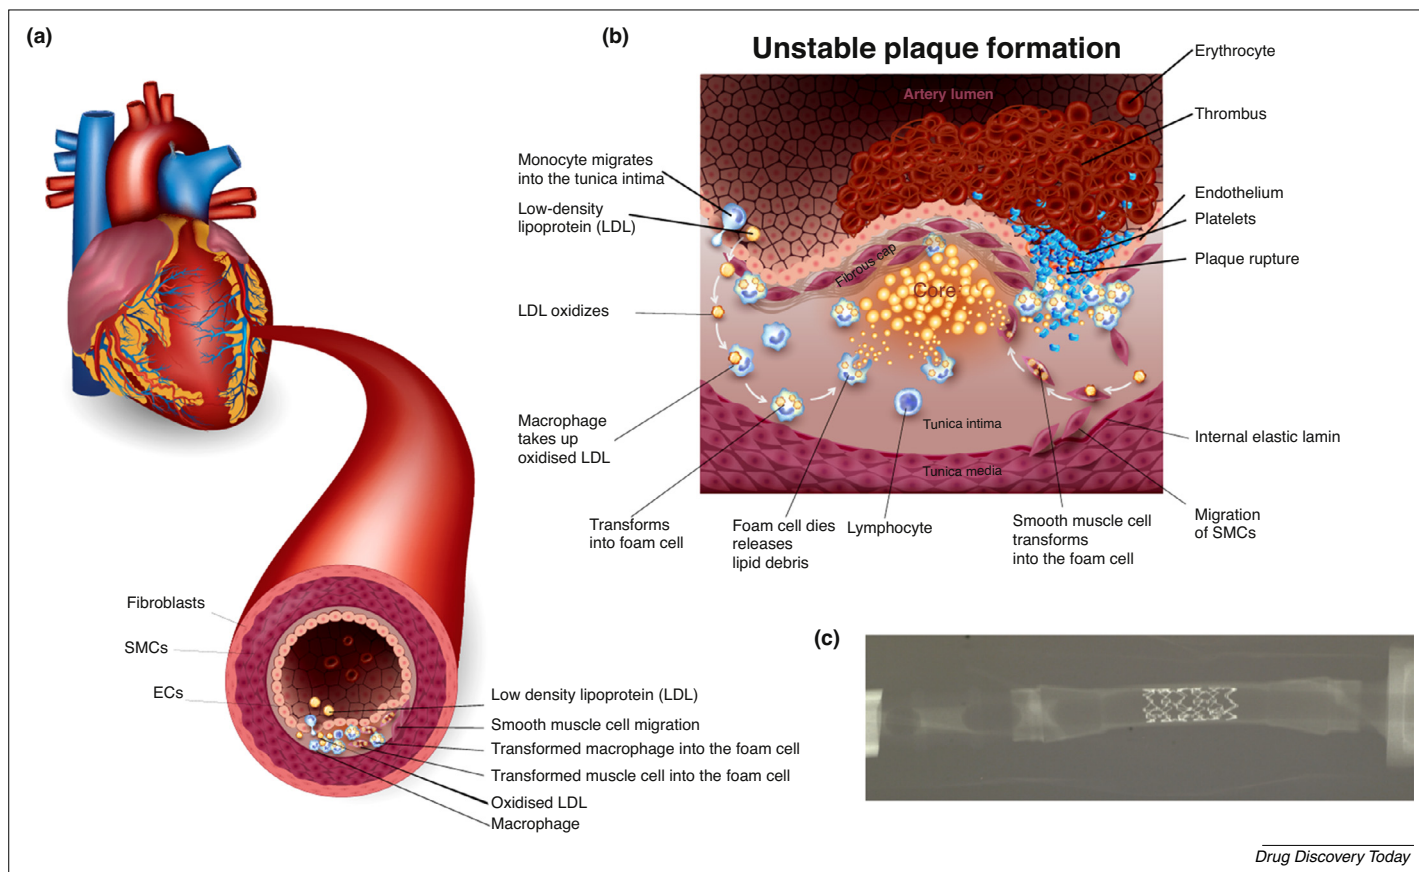 (a)
Fibroblasts
SMCs
ECs
Low density lipoprotein (LDL)
Smooth muscle cell migration
Transformed macrophage into the foam cell
Transformed muscle cell into the foam cell
Oxidised LDL
Macrophage
(b)
Unstable plaque formation
Artery lumen
Erythrocyte
Thrombus
Monocyte migrates
into the tunica intima
Low-density
lipoprotein (LDL)
Endothelium
Platelets
Plaque rupture
Fibrous cap
Core
LDL oxidizes
Macrophage
takes up
oxidised LDL
Tunica intima
Tunica media
Internal elastic lamin
Transforms
into foam cell
Foam cell dies
releases
lipid debris
Lymphocyte
Smooth muscle cell
transforms
into the foam cell
Migration
of SMCs
(c)
Drug Discovery Today